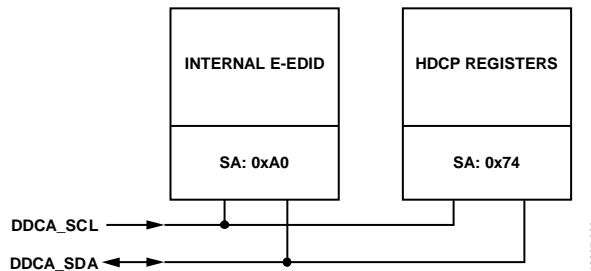 INTERNAL E-EDID
HDCP REGISTERS
SA: 0xA0
SA: 0x74
DDCA_SCL
DDCA_SDA